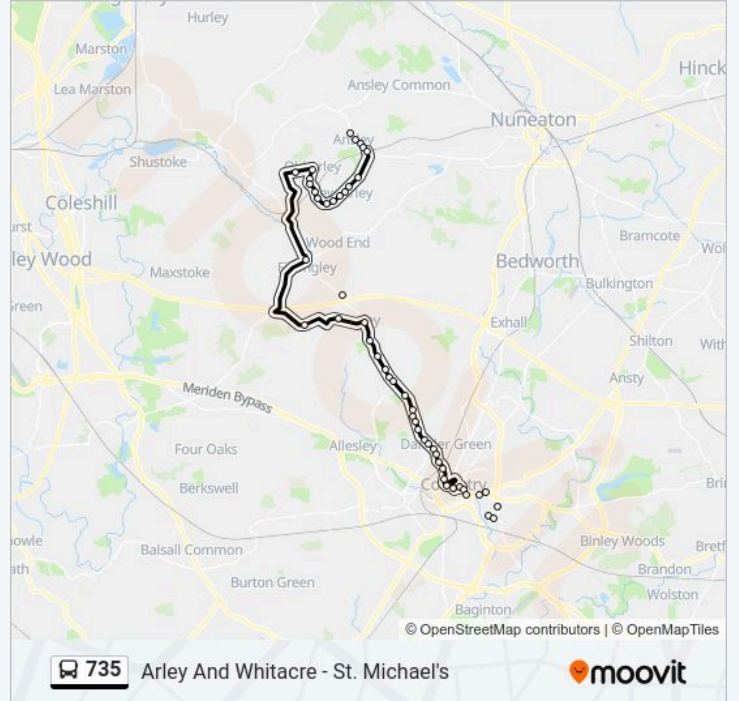 Hurley
Marston
Lea Marston
Ansley Common
Hinck
Nuneaton
Shustoke
Coleshill
ley Wood
Wood End
Maxstoke
Bramcote
Bedworth
Bulkington
Exhall
Shilton
Ansty
Meriden Bypass
Four Oaks
Allesley
Berkswell
Balsall Common
Binley Woods
Brandon
Burton Green
Wolston
Baginton
© OpenStreetMap contributors | © OpenMapTiles
735 Arley And Whitacre - St. Michael's
moovit